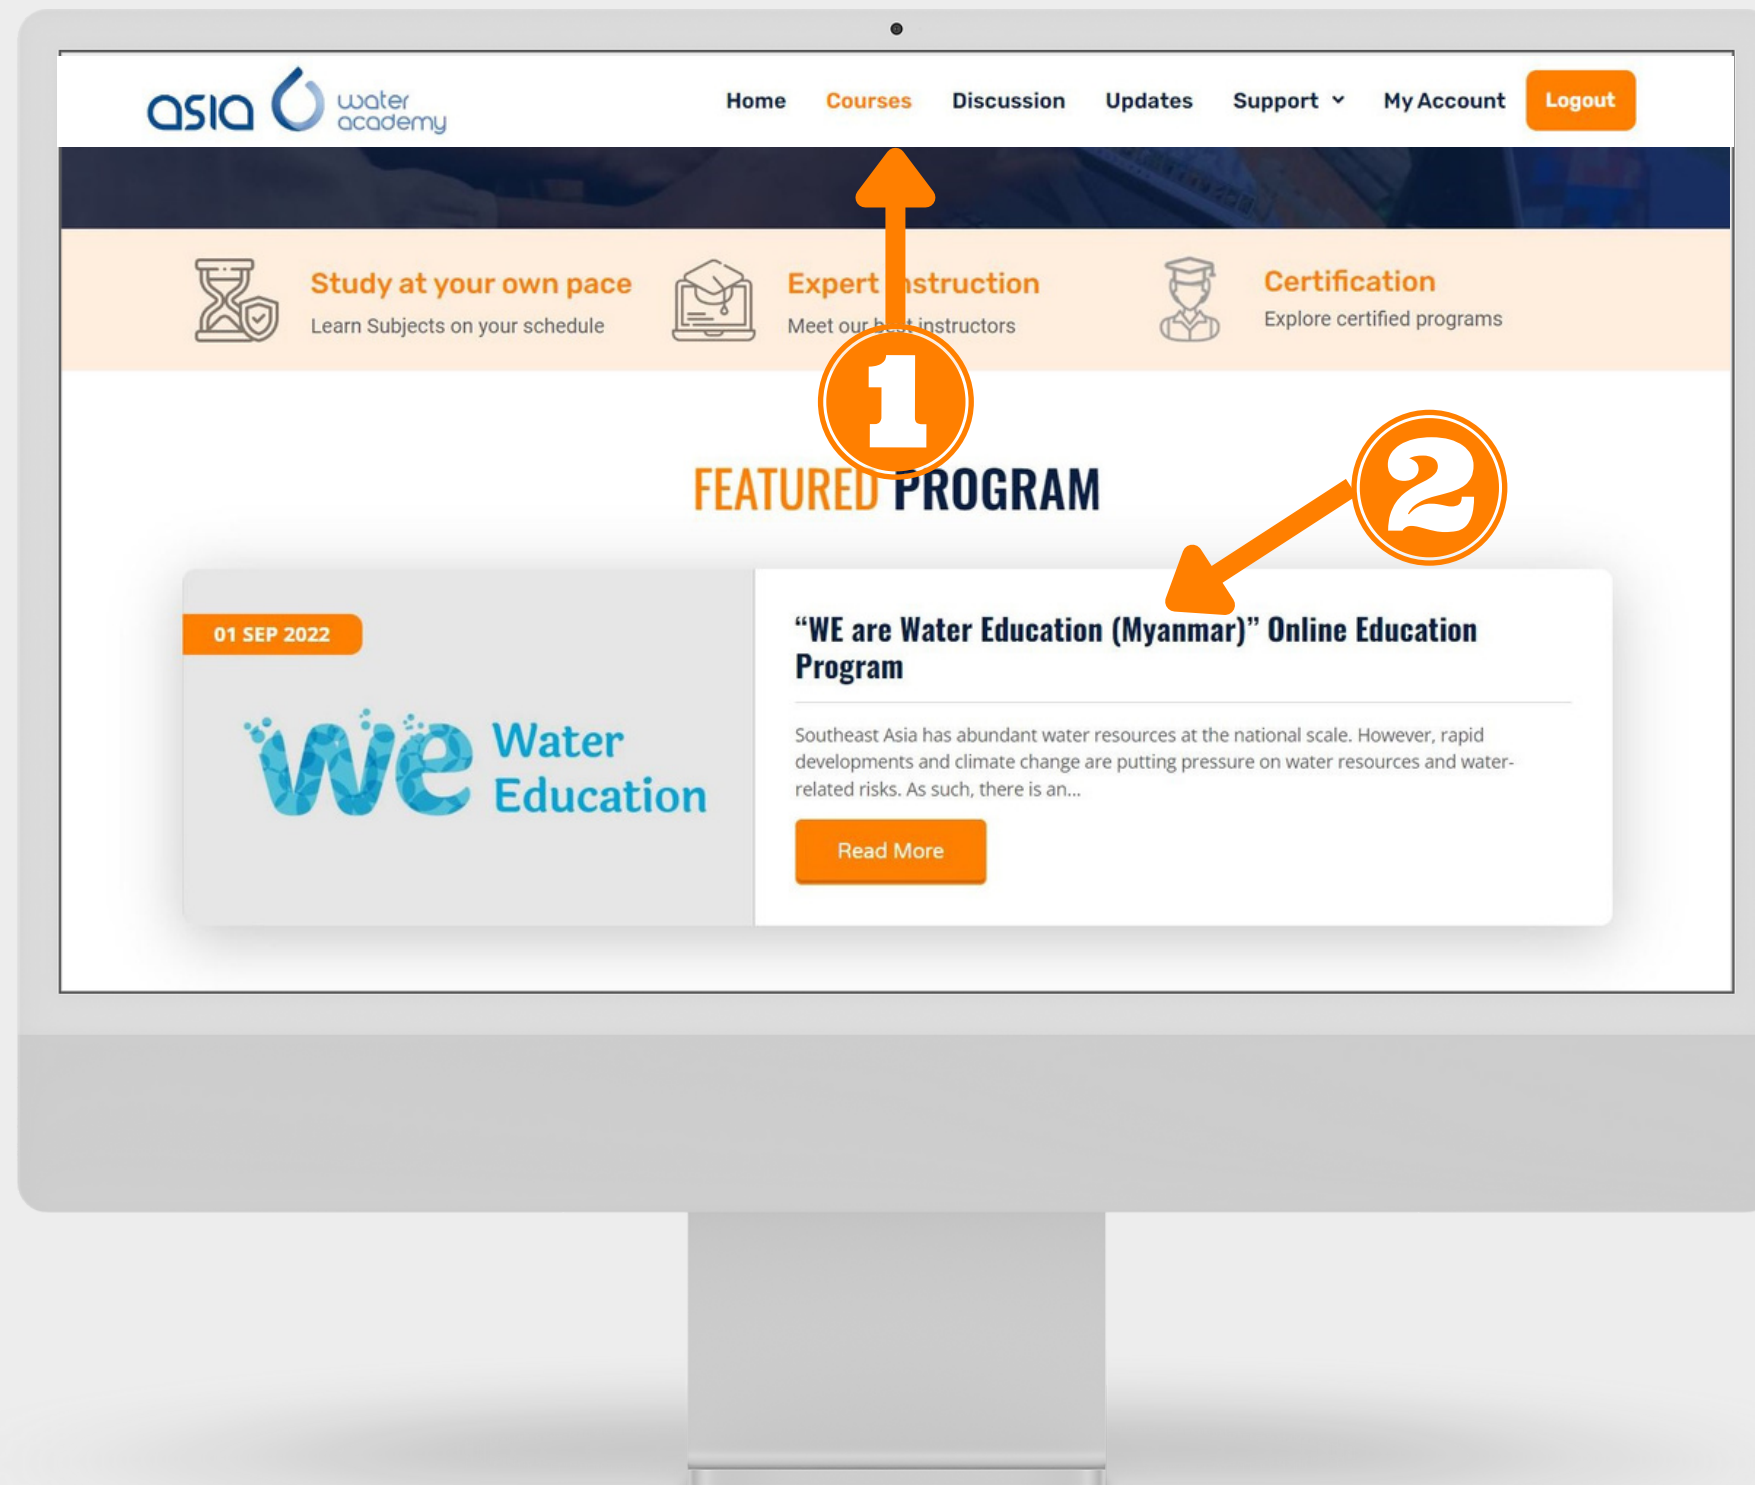 asia water academy
Home Courses Discussion Updates Support My Account Logout
Study at your own pace
Learn Subjects on your schedule
Expert Instruction
Meet our best instructors
Certification
Explore certified programs
1
2
FEATURED PROGRAM
01 SEP 2022
we Water
Education
“WE are Water Education (Myanmar)” Online Education
Program
Southeast Asia has abundant water resources at the national scale. However, rapid
developments and climate change are putting pressure on water resources and water-
related risks. As such, there is an...
Read More